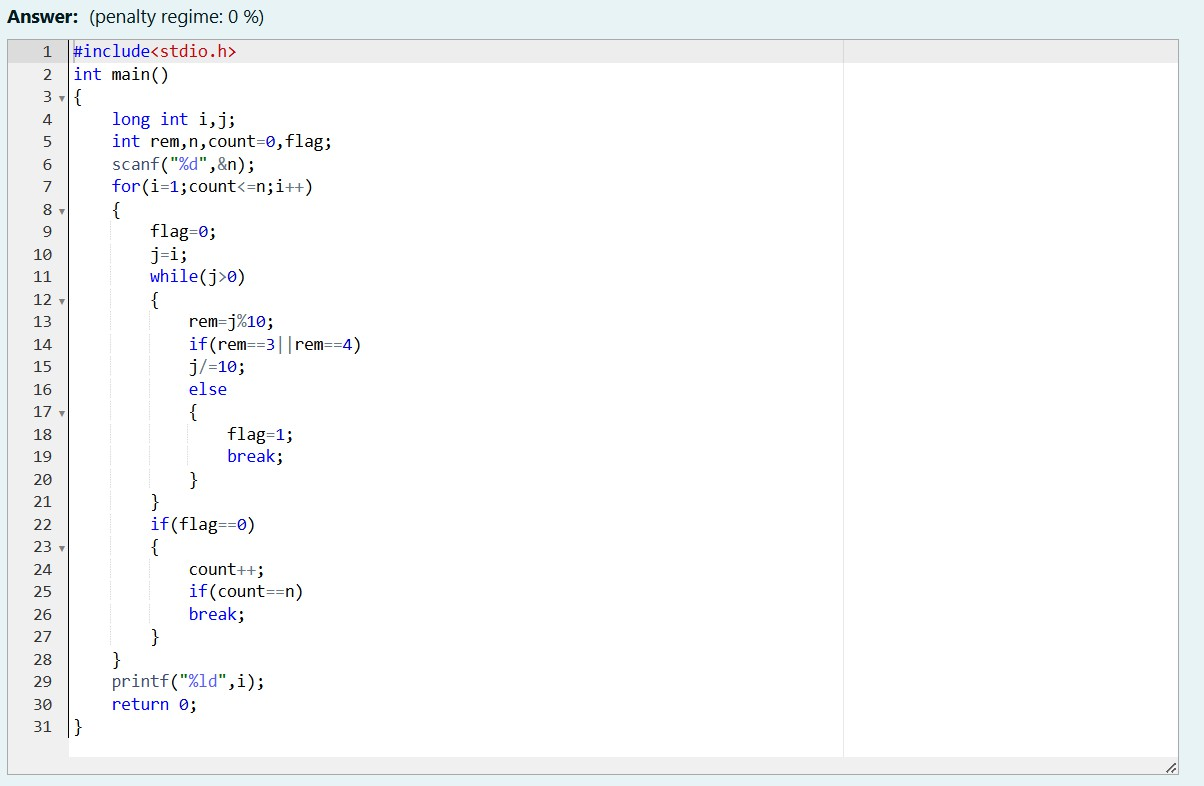 Answer: (penalty regime: 0 %)
1 #include<stdio.h>
2 int main()
3 {
4     long int i,j;
5     int rem,n,count=0,flag;
6     scanf("%d",&n);
7     for(i=1;count<=n;i++)
8     {
9         flag=0;
10         j=i;
11         while(j>0)
12         {
13             rem=j%10;
14             if(rem==3||rem==4)
15             j/=10;
16             else
17             {
18                 flag=1;
19                 break;
20             }
21         }
22         if(flag==0)
23         {
24             count++;
25             if(count==n)
26             break;
27         }
28     }
29     printf("%ld",i);
30     return 0;
31 }